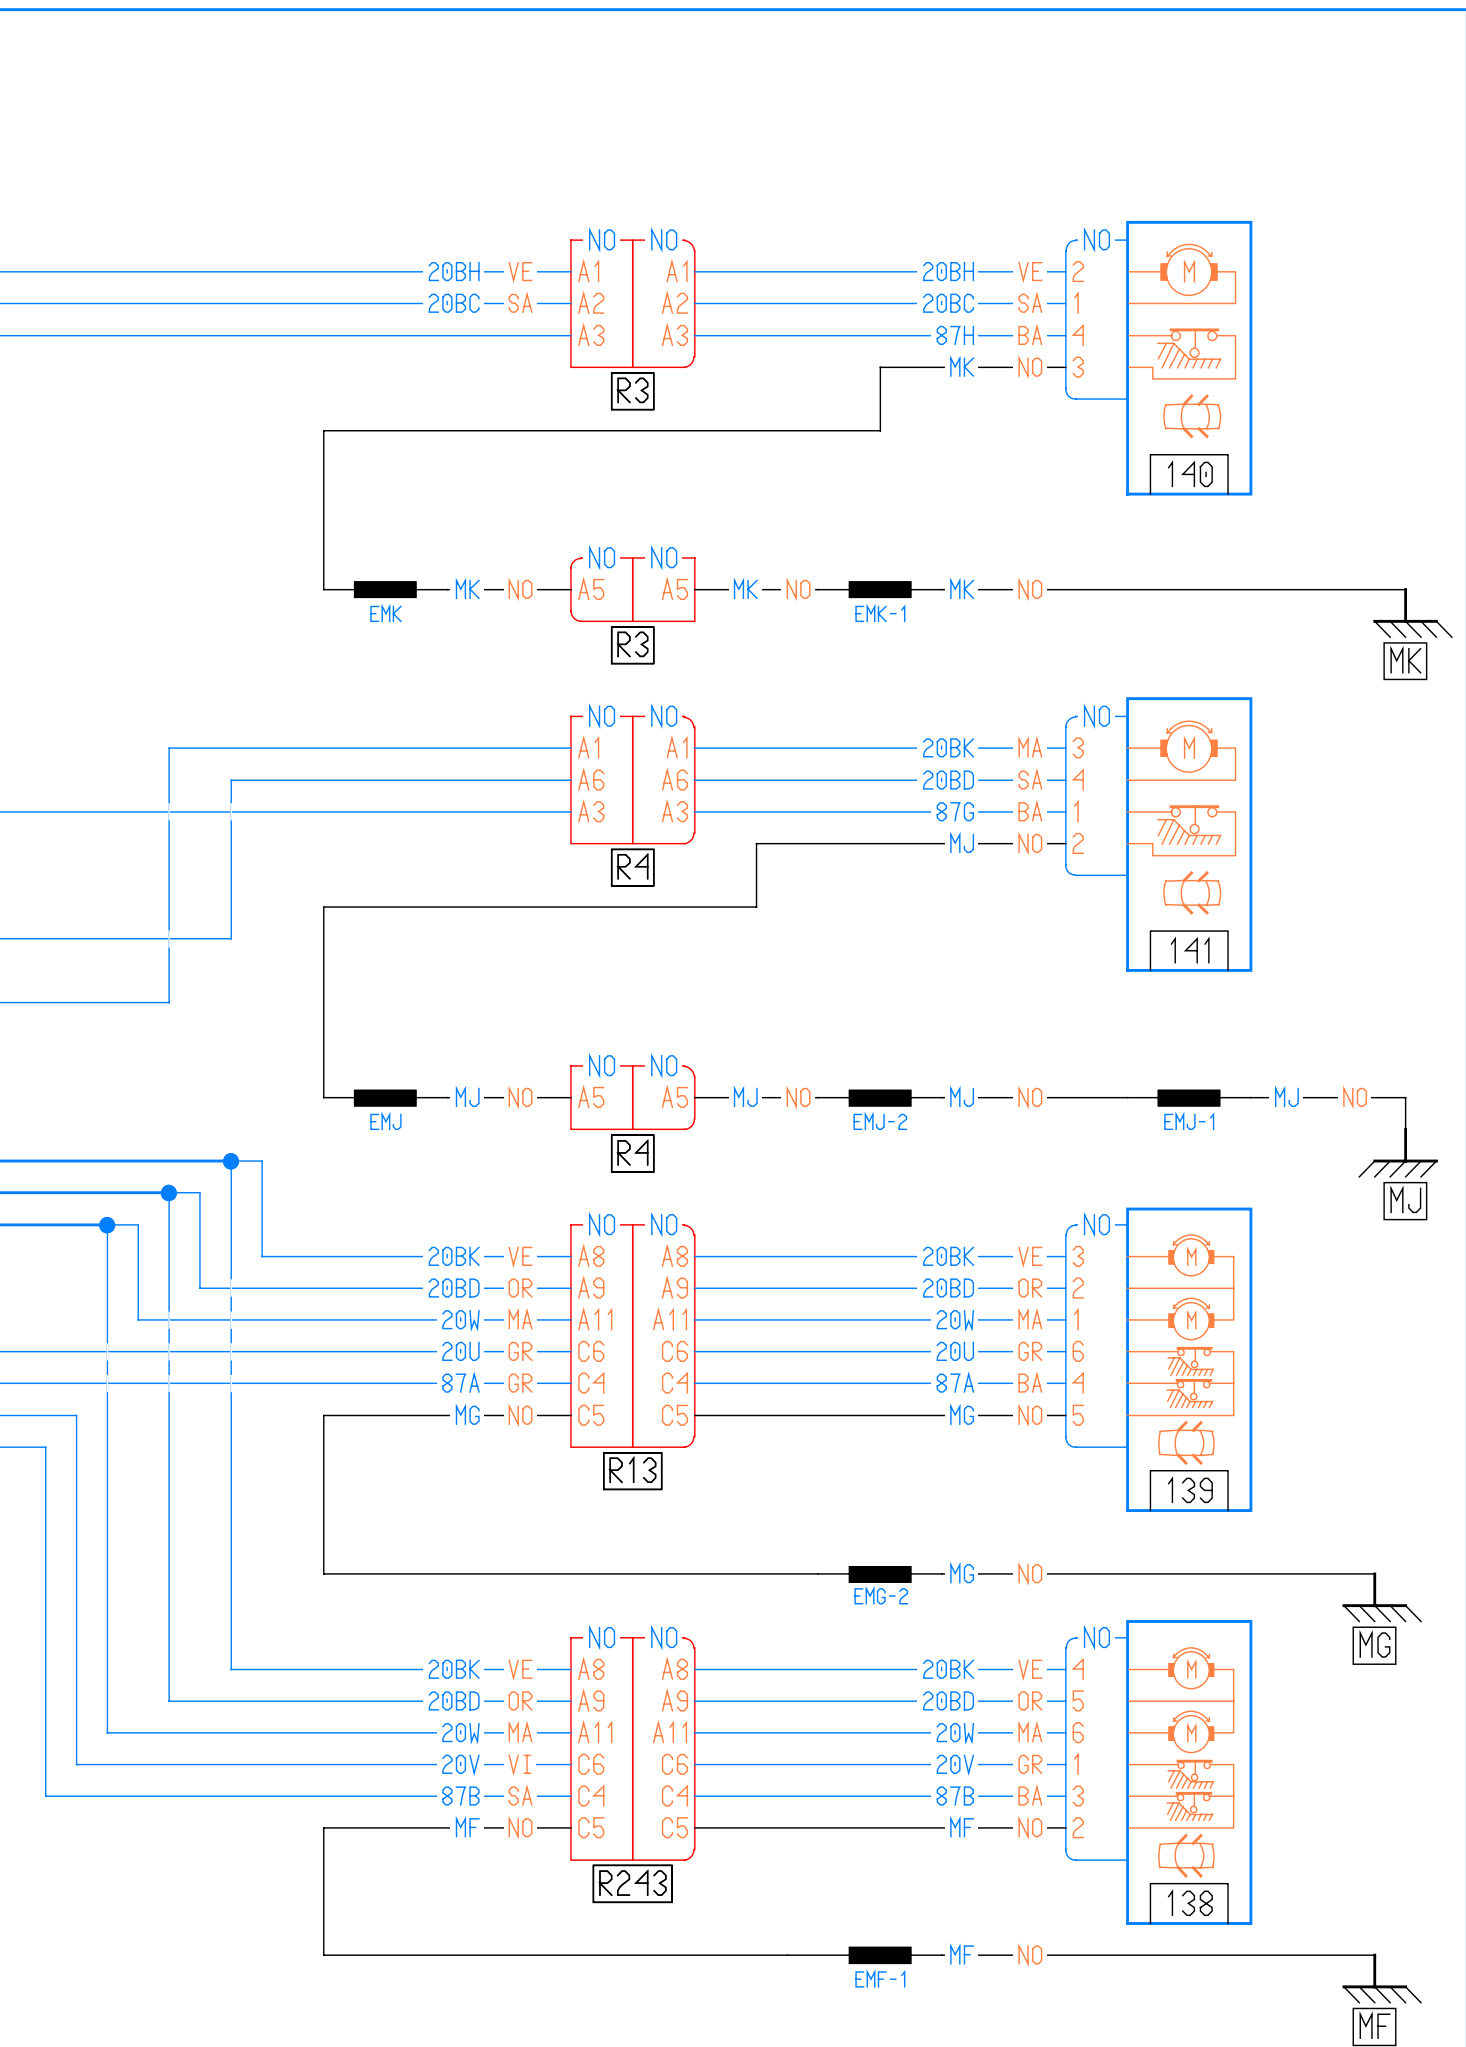 NO NO NO
20BH VE A1 A1 20BH VE 2 M
20BC SA A2 A2 20BC SA 1
A3 A3 87H BA 4
MK NO 3
R3
140
NO NO
MK NO A5 A5 MK NO MK NO
EMK EMK-1
R3
MK
NO NO NO
A1 A1 20BK MA 3 M
A6 A6 20BD SA 4
A3 A3 87G BA 1
MJ NO 2
R4
141
NO NO
MJ NO A5 A5 MJ NO MJ NO MJ NO
EMJ EMJ-2 EMJ-1
R4
MJ
NO NO NO
20BK VE A8 A8 20BK VE 3 M
20BD OR A9 A9 20BD OR 2
20W MA A11 A11 20W MA 1 M
20U GR C6 C6 20U GR 6
87A GR C4 C4 87A BA 4
MG NO C5 C5 MG NO 5
R13
139
MG NO
EMG-2
MG
NO NO NO
20BK VE A8 A8 20BK VE 4 M
20BD OR A9 A9 20BD OR 5
20W MA A11 A11 20W MA 6 M
20V VI C6 C6 20V GR 1
87B SA C4 C4 87B BA 3
MF NO C5 C5 MF NO 2
R243
138
MF NO
EMF-1
MF